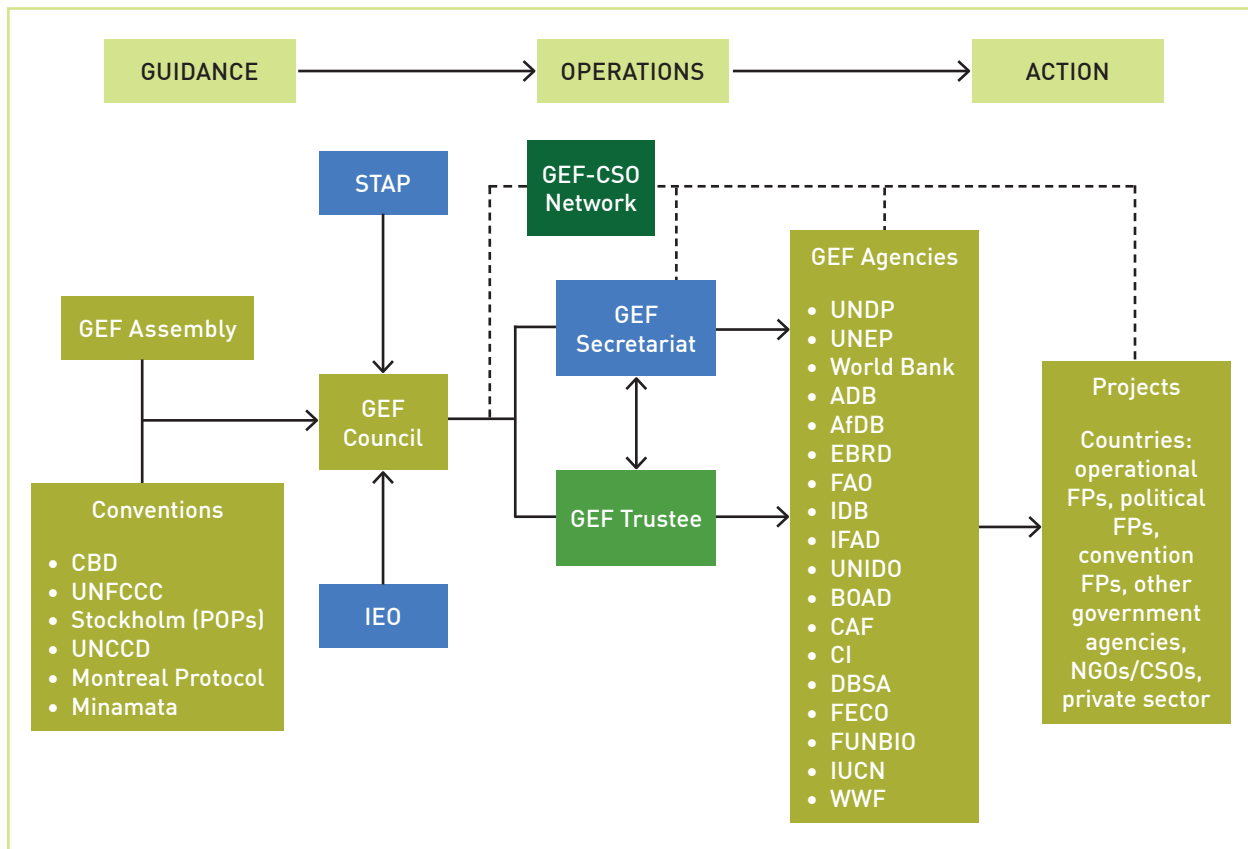 GUIDANCE
OPERATIONS
ACTION
STAP
GEF-CSO
Network
GEF Assembly
GEF
Council
Conventions
• CBD
• UNFCCC
• Stockholm (POPs)
• UNCCD
• Montreal Protocol
• Minamata
IEO
GEF
Secretariat
GEF Trustee
GEF Agencies
• UNDP
• UNEP
• World Bank
• ADB
• AfDB
• EBRD
• FAO
• IDB
• IFAD
• UNIDO
• BOAD
• CAF
• CI
• DBSA
• FECO
• FUNBIO
• IUCN
• WWF
Projects
Countries:
operational
FPs, political
FPs,
convention
FPs, other
government
agencies,
NGOs/CSOs,
private sector